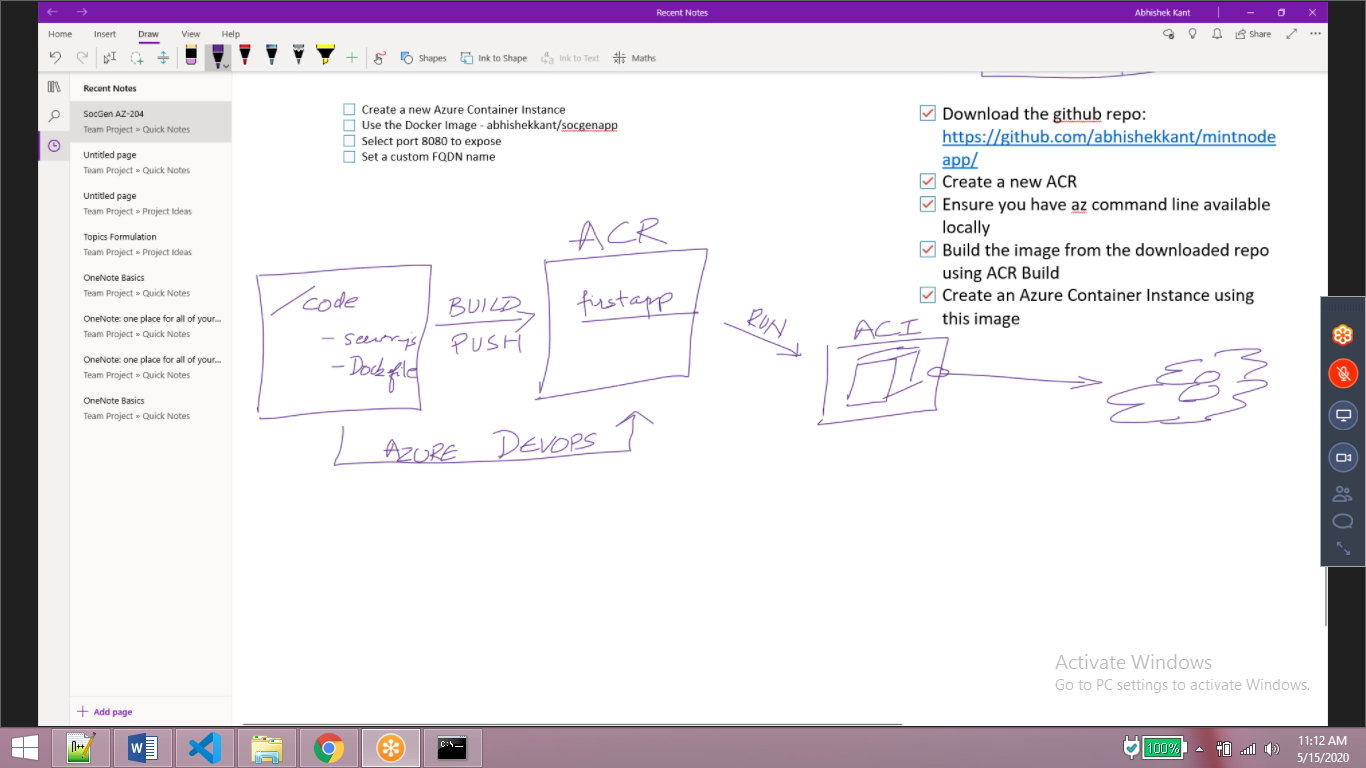 Recent Notes
Abhishek Kant
Home Insert Draw View Help
Share
Shapes
Ink to Shape
Ink to Text
Maths
Recent Notes
SocGen AZ-204
Team Project » Quick Notes
Untitled page
Team Project » Quick Notes
Untitled page
Team Project » Project Ideas
Topics Formulation
Team Project » Project Ideas
OneNote Basics
Team Project » Quick Notes
OneNote: one place for all of your...
Team Project » Quick Notes
OneNote: one place for all of your...
Team Project » Quick Notes
OneNote Basics
Team Project » Quick Notes
Add page
Create a new Azure Container Instance
Use the Docker Image - abhishekkant/socgenapp
Select port 8080 to expose
Set a custom FQDN name
Download the github repo:
https://github.com/abhishekkant/mintnode
app/
Create a new ACR
Ensure you have az command line available
locally
Build the image from the downloaded repo
using ACR Build
Create an Azure Container Instance using
this image
/code
- Dockfile
BUILD
PUSH
ACR
firstapp
RUN
ACI
AZURE DEVOPS
Activate Windows
Go to PC settings to activate Windows.
100%
11:12 AM
5/15/2020